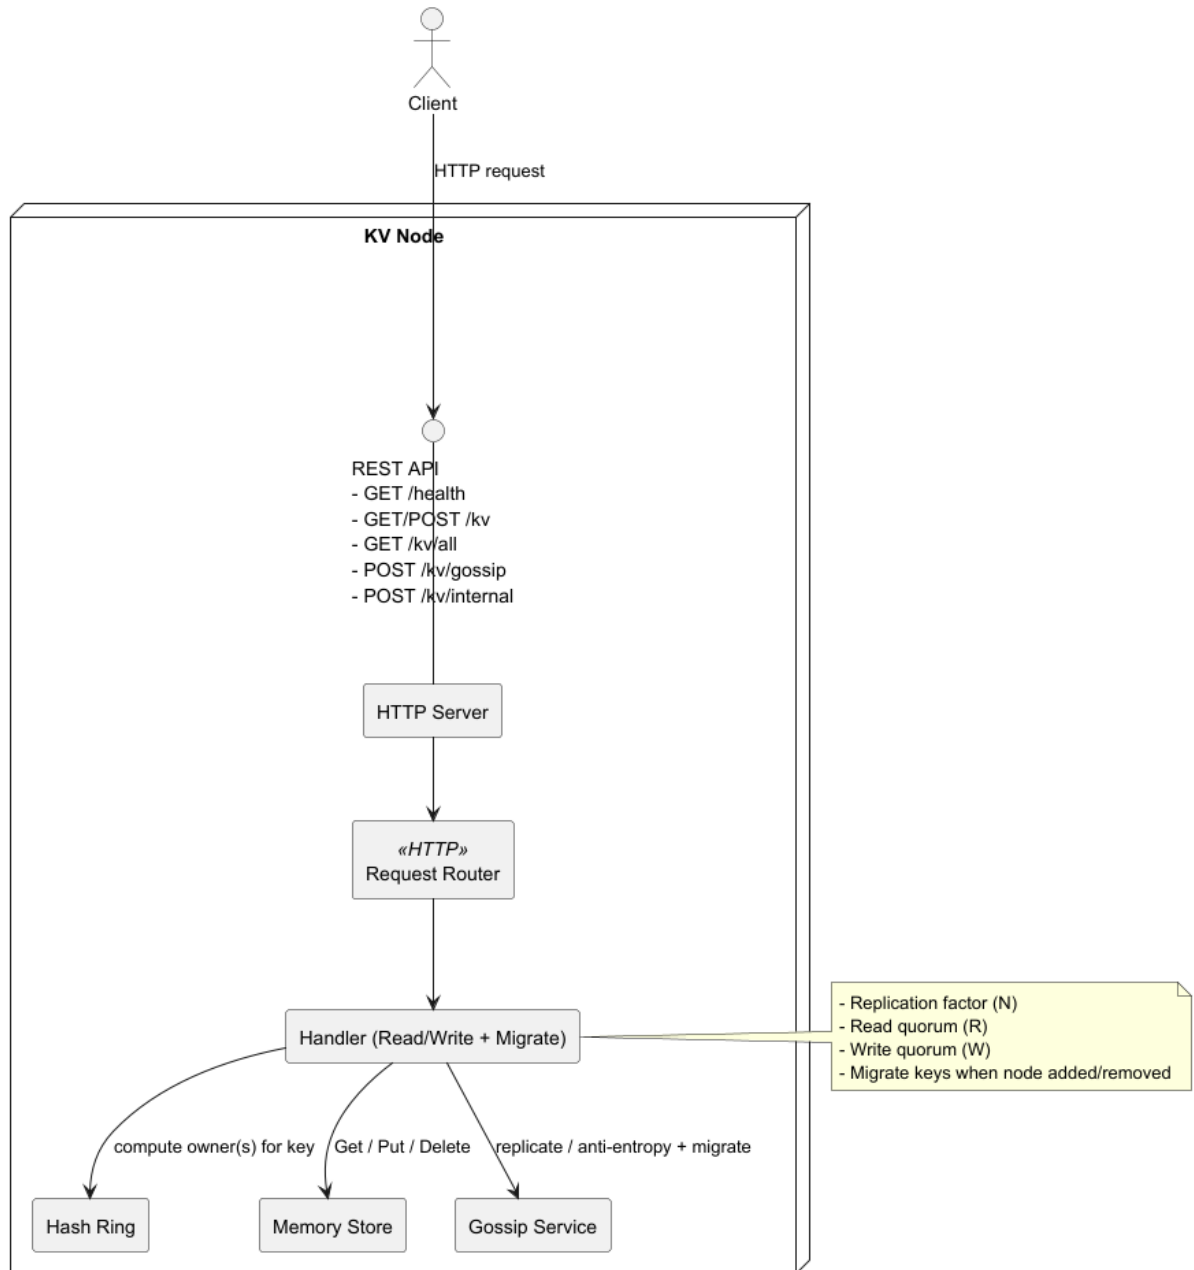 Client
HTTP request
KV Node
REST API
- GET /health
- GET/POST /kv
- GET /kv/all
- POST /kv/gossip
- POST /kv/internal
HTTP Server
«HTTP»
Request Router
Handler (Read/Write + Migrate)
- Replication factor (N)
- Read quorum (R)
- Write quorum (W)
- Migrate keys when node added/removed
compute owner(s) for key
Get / Put / Delete
replicate / anti-entropy + migrate
Hash Ring
Memory Store
Gossip Service